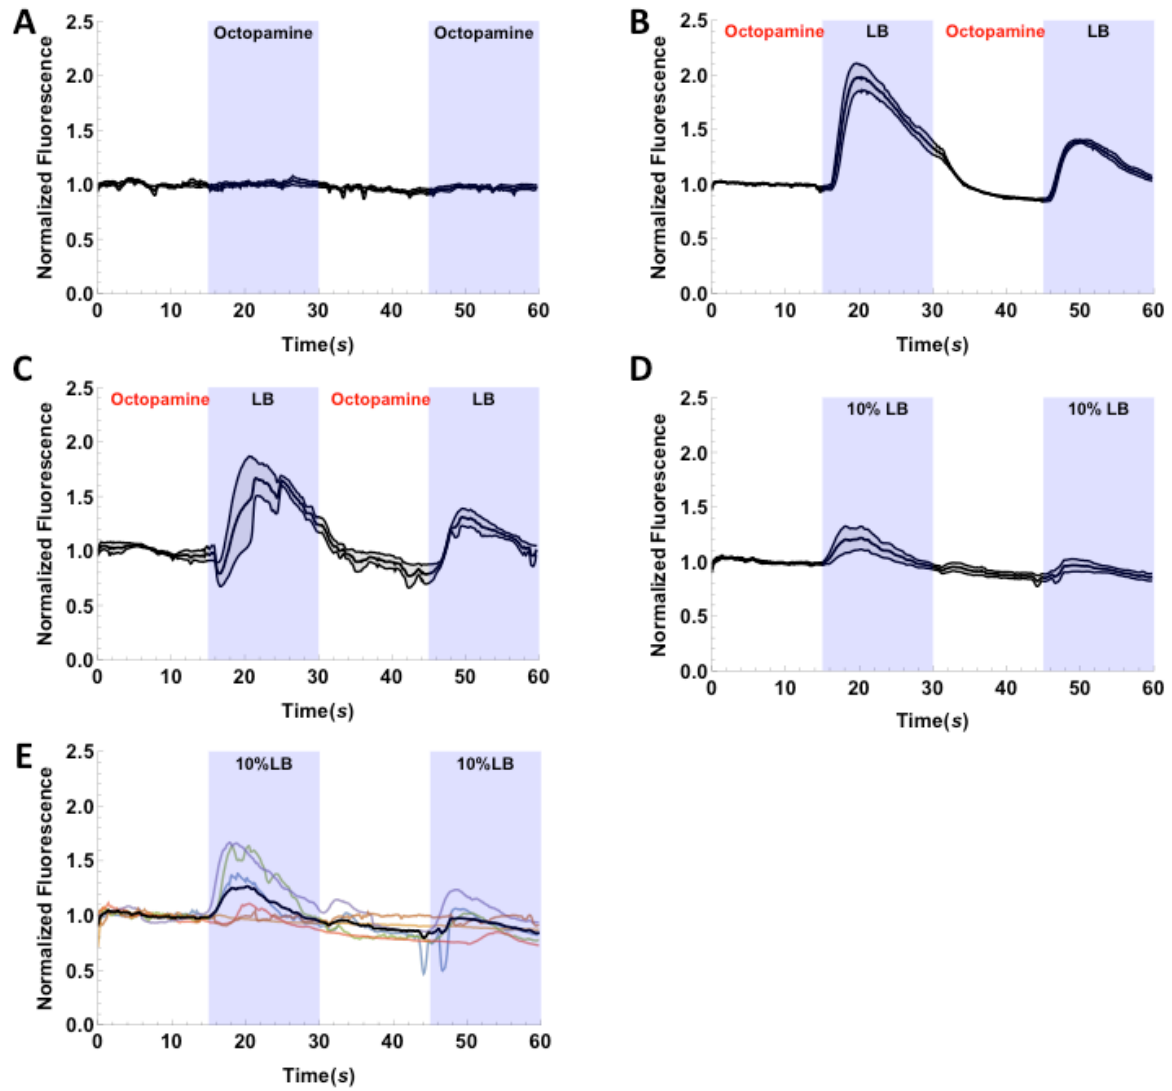 A
Normalized Fluorescence
2.5
2.0
1.5
1.0
0.5
0.0
Octopamine
Octopamine
0 10 20 30 40 50 60
Time(s)
B
Normalized Fluorescence
2.5
2.0
1.5
1.0
0.5
0.0
Octopamine LB Octopamine LB
0 10 20 30 40 50 60
Time(s)
C
Normalized Fluorescence
2.5
2.0
1.5
1.0
0.5
0.0
Octopamine LB Octopamine LB
0 10 20 30 40 50 60
Time(s)
D
Normalized Fluorescence
2.5
2.0
1.5
1.0
0.5
0.0
10% LB 10% LB
0 10 20 30 40 50 60
Time(s)
E
Normalized Fluorescence
2.5
2.0
1.5
1.0
0.5
0.0
10%LB 10%LB
0 10 20 30 40 50 60
Time(s)